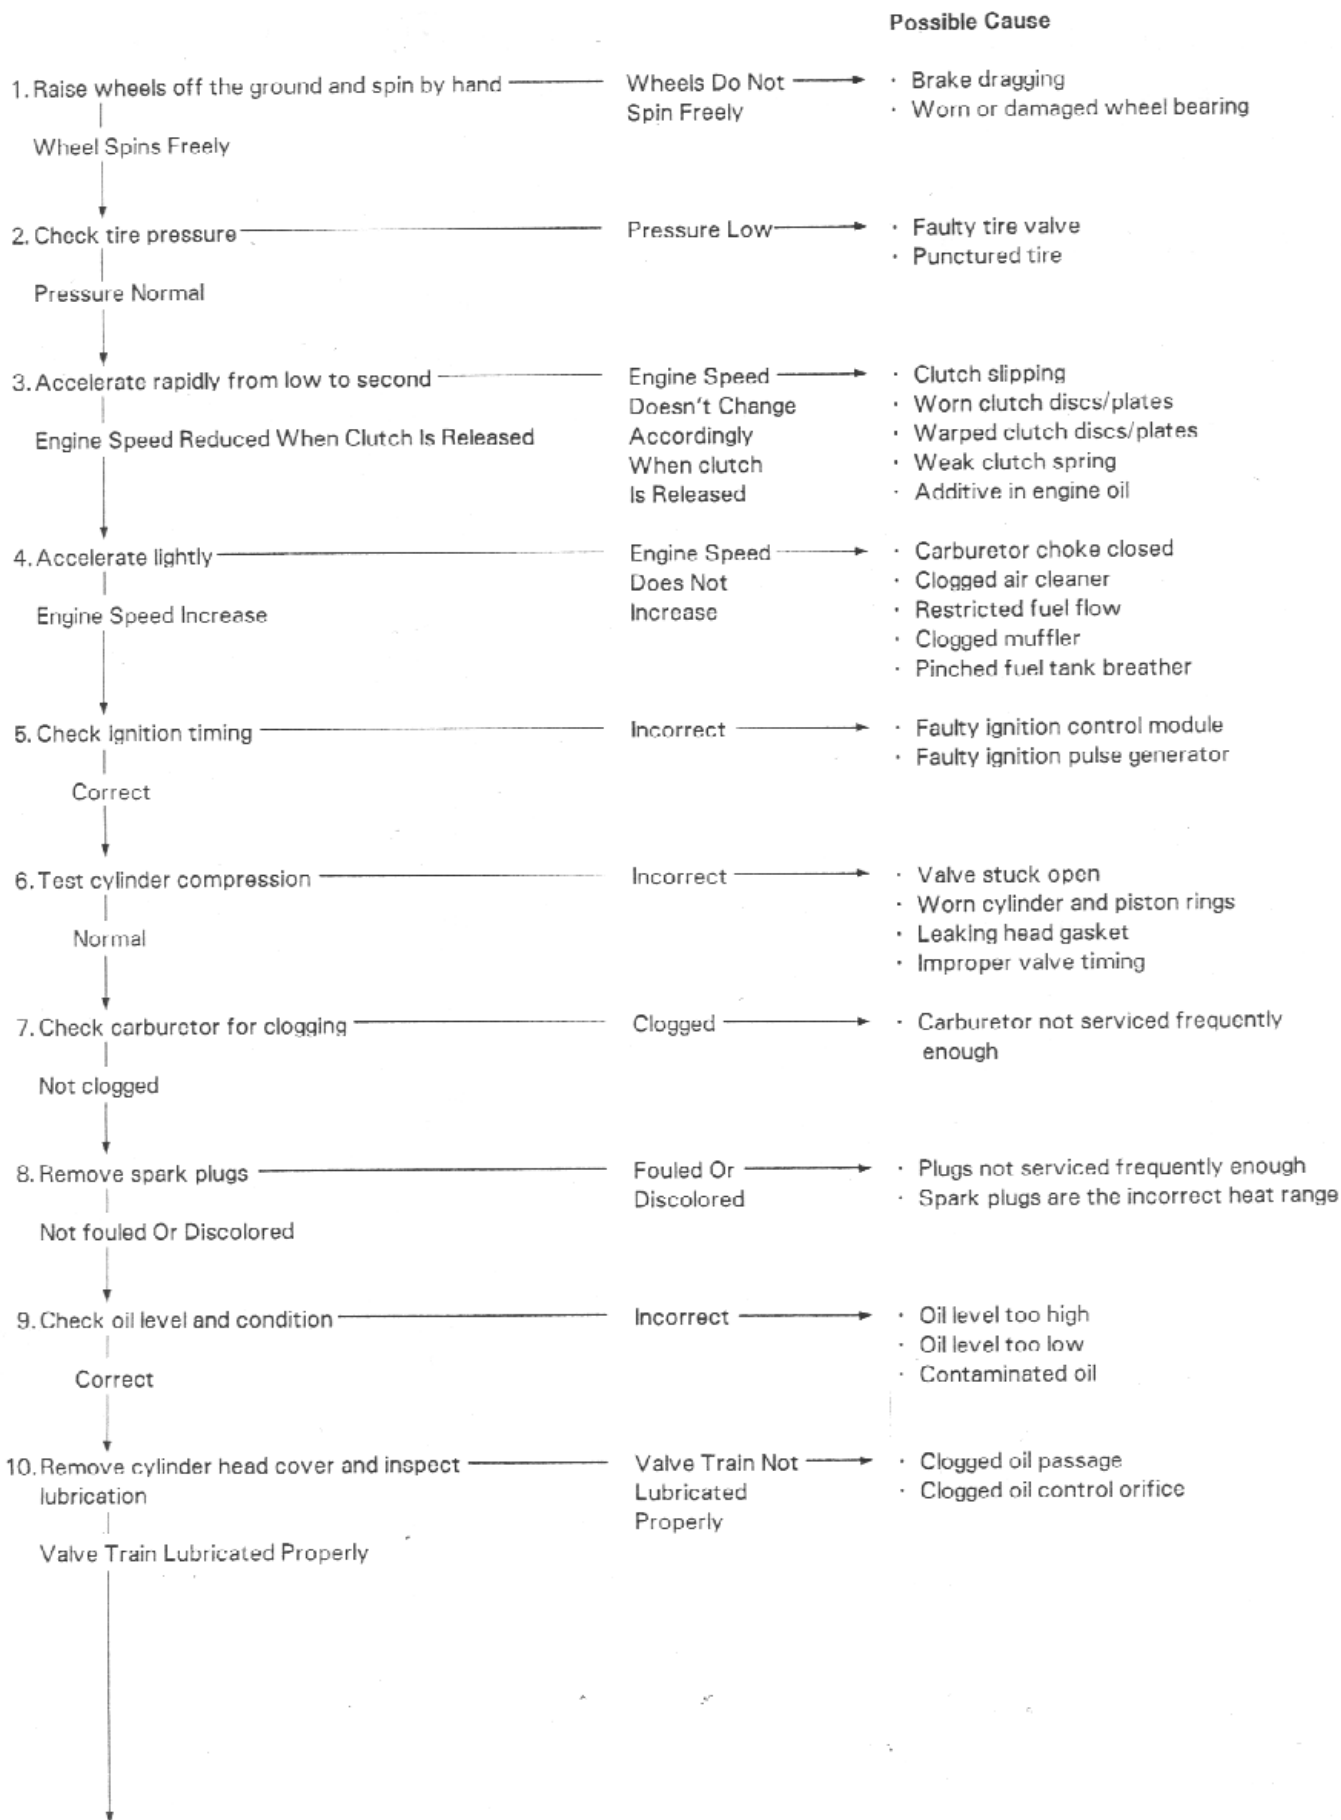 Possible Cause
1. Raise wheels off the ground and spin by hand
Wheels Do Not
Spin Freely
· Brake dragging
· Worn or damaged wheel bearing
Wheel Spins Freely
2. Check tire pressure
Pressure Low
· Faulty tire valve
· Punctured tire
Pressure Normal
3. Accelerate rapidly from low to second
Engine Speed
Doesn't Change
Accordingly
When clutch
Is Released
· Clutch slipping
· Worn clutch discs/plates
· Warped clutch discs/plates
· Weak clutch spring
· Additive in engine oil
Engine Speed Reduced When Clutch Is Released
4. Accelerate lightly
Engine Speed
Does Not
Increase
· Carburetor choke closed
· Clogged air cleaner
· Restricted fuel flow
· Clogged muffler
· Pinched fuel tank breather
Engine Speed Increase
5. Check ignition timing
Incorrect
· Faulty ignition control module
· Faulty ignition pulse generator
Correct
6. Test cylinder compression
Incorrect
· Valve stuck open
· Worn cylinder and piston rings
· Leaking head gasket
· Improper valve timing
Normal
7. Check carburetor for clogging
Clogged
· Carburetor not serviced frequently
enough
Not clogged
8. Remove spark plugs
Fouled Or
Discolored
· Plugs not serviced frequently enough
· Spark plugs are the incorrect heat range
Not fouled Or Discolored
9. Check oil level and condition
Incorrect
· Oil level too high
· Oil level too low
· Contaminated oil
Correct
10. Remove cylinder head cover and inspect
lubrication
Valve Train Not
Lubricated
Properly
· Clogged oil passage
· Clogged oil control orifice
Valve Train Lubricated Properly